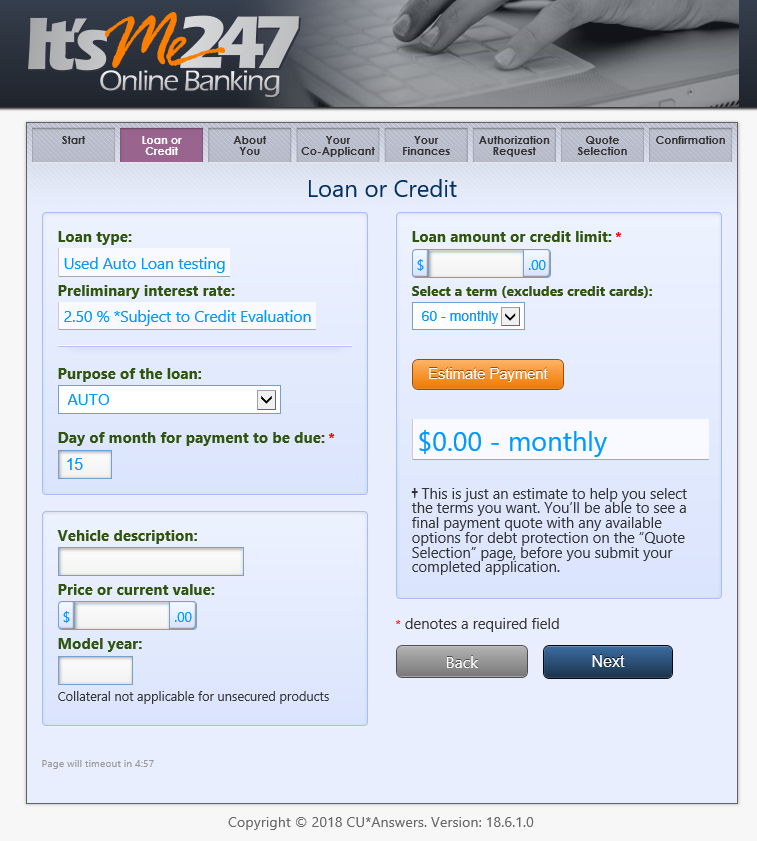 It's Me 247
Online Banking
Start
Loan or
Credit
About
You
Your
Co-Applicant
Your
Finances
Authorization
Request
Quote
Selection
Confirmation
Loan or Credit
Loan type:
Used Auto Loan testing
Preliminary interest rate:
2.50 % *Subject to Credit Evaluation
Purpose of the loan:
AUTO
Day of month for payment to be due: *
15
Vehicle description:
Price or current value:
$ .00
Model year:
Collateral not applicable for unsecured products
Loan amount or credit limit: *
$ .00
Select a term (excludes credit cards):
60 - monthly
Estimate Payment
$0.00 - monthly
✝ This is just an estimate to help you select
the terms you want. You’ll be able to see a
final payment quote with any available
options for debt protection on the “Quote
Selection” page, before you submit your
completed application.
* denotes a required field
Back
Next
Page will timeout in 4:57
Copyright © 2018 CU*Answers. Version: 18.6.1.0